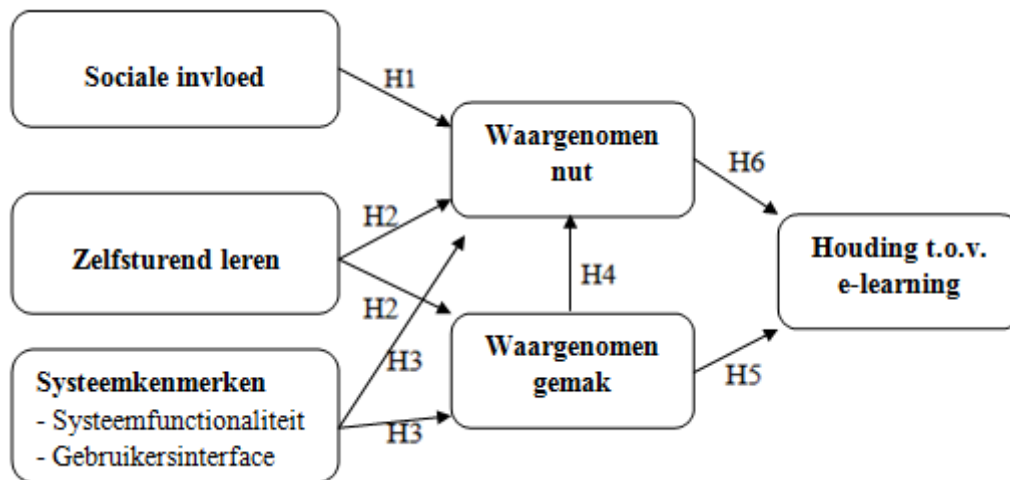 Sociale invloed
H1
Waargenomen
nut
H6
Zelfsturend leren
H2
H2
Houding t.o.v.
e-learning
H4
Systeemkenmerken
- Systeemfunctionaliteit
- Gebruikersinterface
H3
H3
Waargenomen
gemak
H5